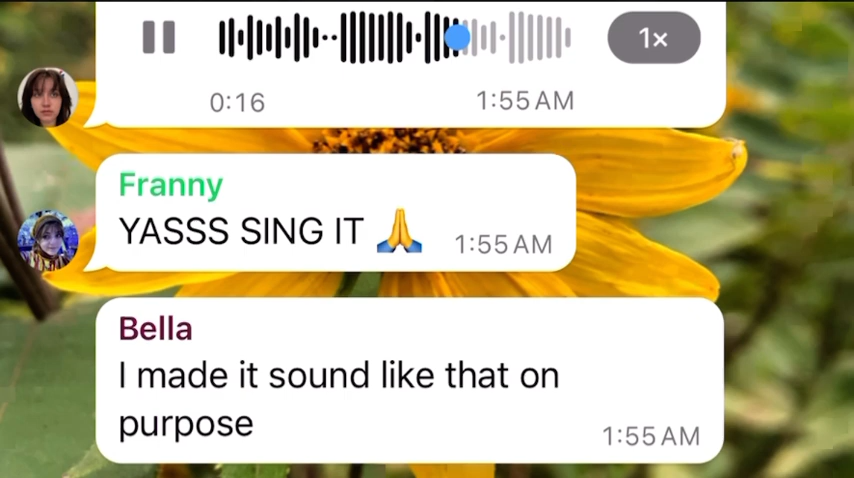 1×
0:16 1:55 AM
Franny
YASSS SING IT 🙏 1:55 AM
Bella
I made it sound like that on
purpose 1:55 AM